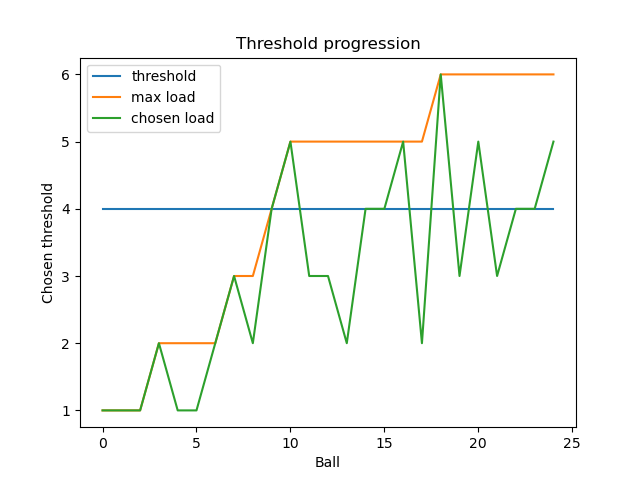 Threshold progression
threshold
max load
chosen load
Chosen threshold
6
5
4
3
2
1
0
5
10
15
20
25
Ball